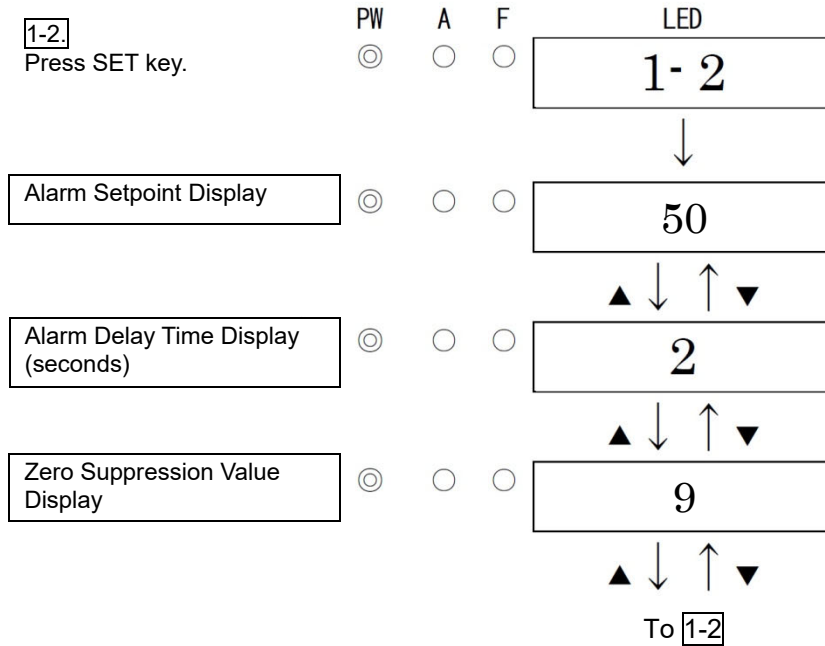 PW A F LED
1-2.
Press SET key.
1- 2
Alarm Setpoint Display
50
▲ ↓ ↑ ▼
Alarm Delay Time Display
(seconds)
2
▲ ↓ ↑ ▼
Zero Suppression Value
Display
9
▲ ↓ ↑ ▼
To 1-2